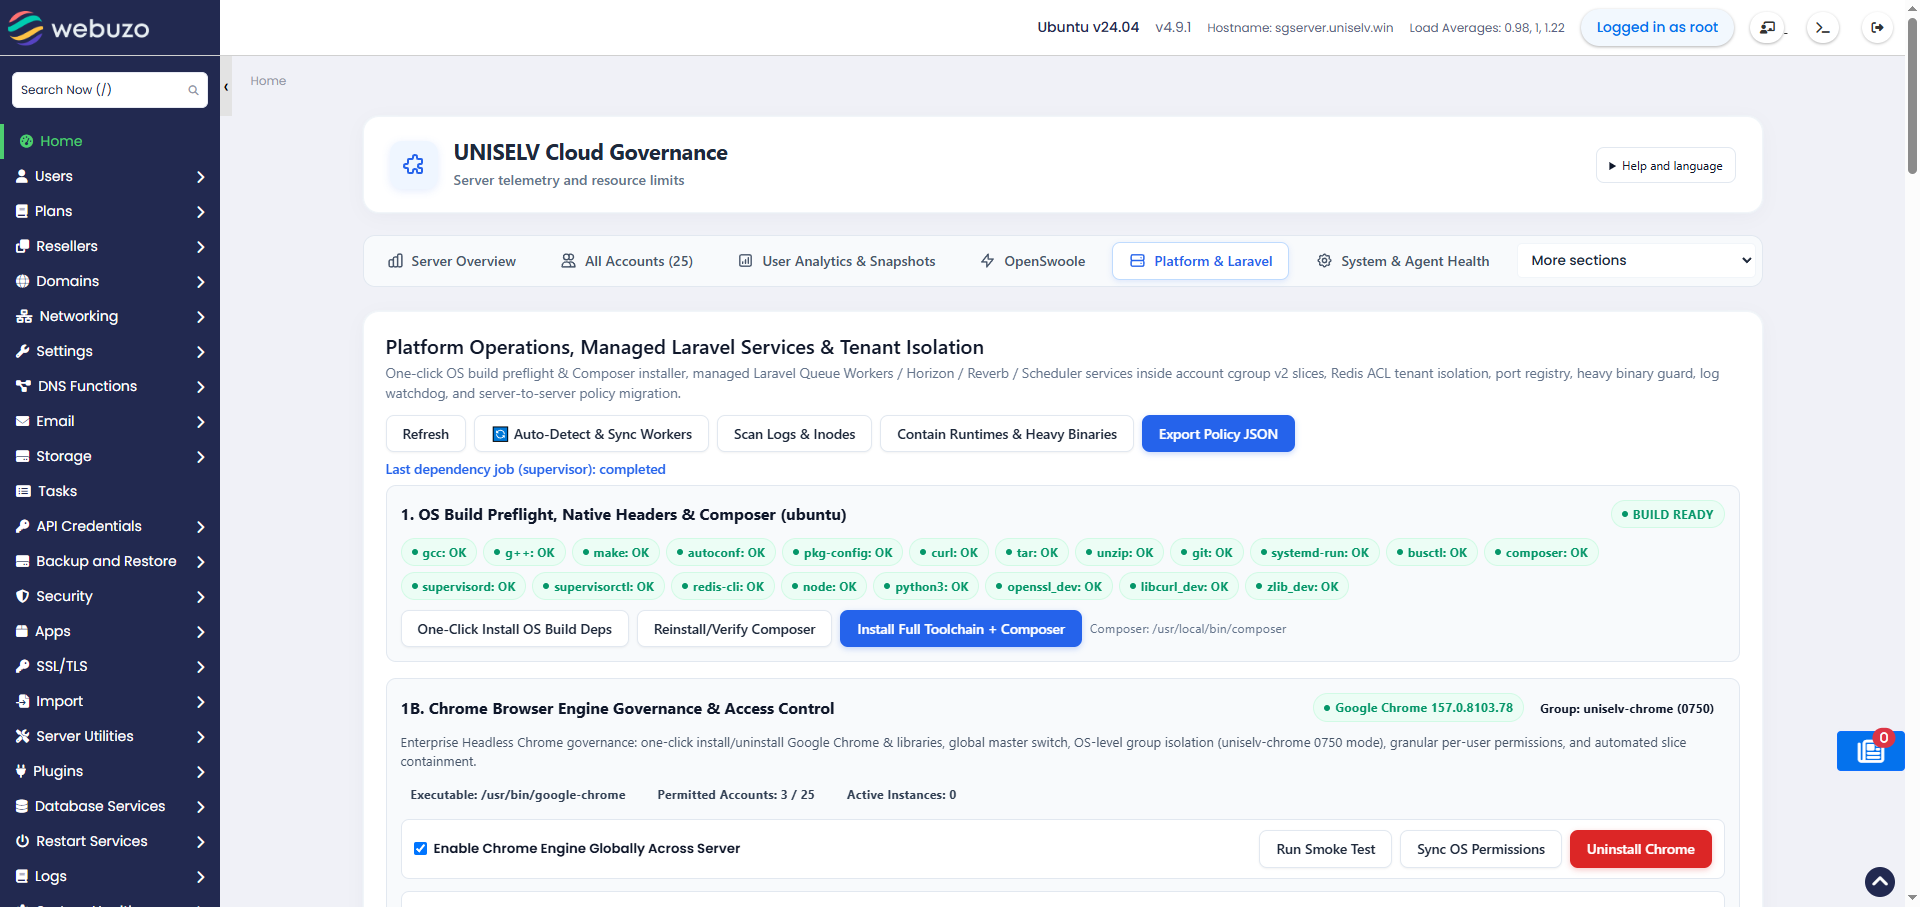 webuzo
Ubuntu v24.04 v4.9.1 Hostname: sgserver.uniselv.win Load Averages: 0.98, 1, 1.22 Logged in as root
Search Now (/)
Home
Users
Plans
Resellers
Domains
Networking
Settings
DNS Functions
Email
Storage
Tasks
API Credentials
Backup and Restore
Security
Apps
SSL/TLS
Import
Server Utilities
Plugins
Database Services
Restart Services
Logs
Home
UNISELV Cloud Governance
Server telemetry and resource limits
Help and language
Server Overview All Accounts (25) User Analytics & Snapshots OpenSwoole Platform & Laravel System & Agent Health More sections
Platform Operations, Managed Laravel Services & Tenant Isolation
One-click OS build preflight & Composer installer, managed Laravel Queue Workers / Horizon / Reverb / Scheduler services inside account cgroup v2 slices, Redis ACL tenant isolation, port registry, heavy binary guard, log
watchdog, and server-to-server policy migration.
Refresh Auto-Detect & Sync Workers Scan Logs & Inodes Contain Runtimes & Heavy Binaries Export Policy JSON
Last dependency job (supervisor): completed
1. OS Build Preflight, Native Headers & Composer (ubuntu) BUILD READY
gcc: OK g++: OK make: OK autoconf: OK pkg-config: OK curl: OK tar: OK unzip: OK git: OK systemd-run: OK busctl: OK composer: OK
supervisord: OK supervisorctl: OK redis-cli: OK node: OK python3: OK openssl_dev: OK libcurl_dev: OK zlib_dev: OK
One-Click Install OS Build Deps Reinstall/Verify Composer Install Full Toolchain + Composer Composer: /usr/local/bin/composer
1B. Chrome Browser Engine Governance & Access Control Google Chrome 157.0.8103.78 Group: uniselv-chrome (0750)
Enterprise Headless Chrome governance: one-click install/uninstall Google Chrome & libraries, global master switch, OS-level group isolation (uniselv-chrome 0750 mode), granular per-user permissions, and automated slice
containment.
Executable: /usr/bin/google-chrome Permitted Accounts: 3 / 25 Active Instances: 0
Enable Chrome Engine Globally Across Server Run Smoke Test Sync OS Permissions Uninstall Chrome
0